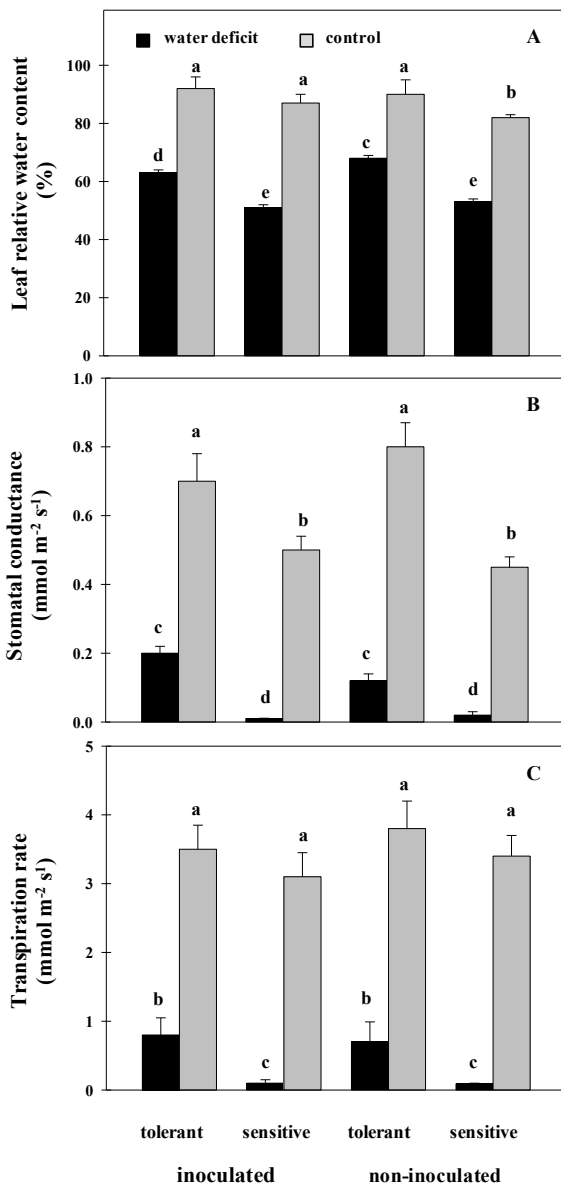 water deficit control A
Leaf relative water content
(%)
100
80
60
40
20
0
d a e a c a e b
B
Stomatal conductance
(mmol m⁻² s⁻¹)
1.0
0.8
0.6
0.4
0.2
0.0
c a d b c a d b
C
Transpiration rate
(mmol m⁻² s¹)
5
4
3
2
1
0
b a c a b a c a
tolerant sensitive tolerant sensitive
inoculated non-inoculated